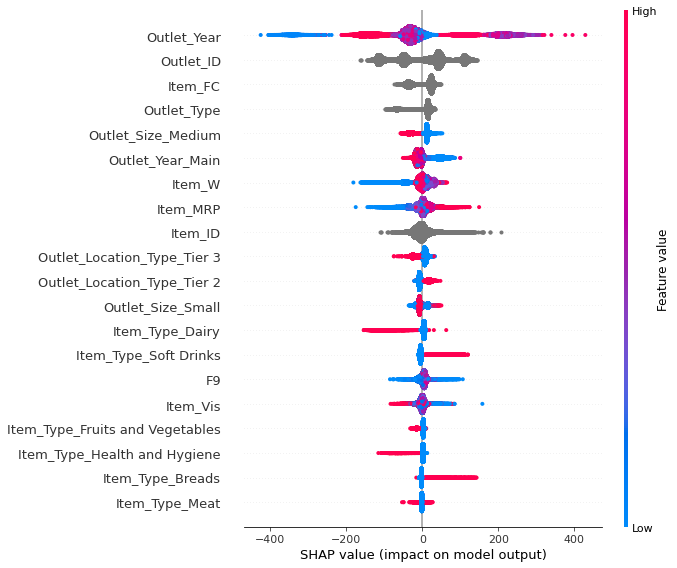 High
Outlet_Year
Outlet_ID
Item_FC
Outlet_Type
Outlet_Size_Medium
Outlet_Year_Main
Item_W
Item_MRP
Item_ID
Outlet_Location_Type_Tier 3
Outlet_Location_Type_Tier 2
Outlet_Size_Small
Item_Type_Dairy
Item_Type_Soft Drinks
F9
Item_Vis
Item_Type_Fruits and Vegetables
Item_Type_Health and Hygiene
Item_Type_Breads
Item_Type_Meat
Feature value
Low
−400 −200 0 200 400
SHAP value (impact on model output)